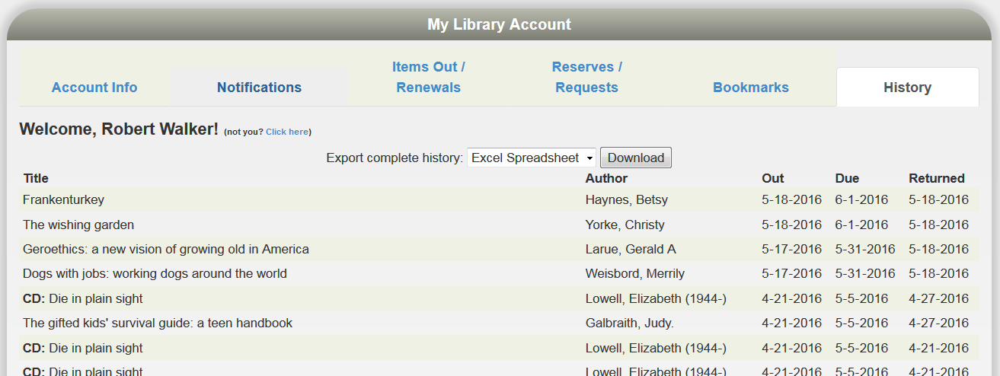 My Library Account
Account Info Notifications Items Out / Renewals Reserves / Requests Bookmarks History
Welcome, Robert Walker! (not you? Click here)
Export complete history: Excel Spreadsheet Download
Title Author Out Due Returned
Frankenturkey Haynes, Betsy 5-18-2016 6-1-2016 5-18-2016
The wishing garden Yorke, Christy 5-18-2016 6-1-2016 5-18-2016
Geroethics: a new vision of growing old in America Larue, Gerald A 5-17-2016 5-31-2016 5-18-2016
Dogs with jobs: working dogs around the world Weisbord, Merrily 5-17-2016 5-31-2016 5-18-2016
CD: Die in plain sight Lowell, Elizabeth (1944-) 4-21-2016 5-5-2016 4-27-2016
The gifted kids' survival guide: a teen handbook Galbraith, Judy. 4-21-2016 5-5-2016 4-27-2016
CD: Die in plain sight Lowell, Elizabeth (1944-) 4-21-2016 5-5-2016 4-21-2016
CD: Die in plain sight Lowell, Elizabeth (1944-) 4-21-2016 5-5-2016 4-21-2016